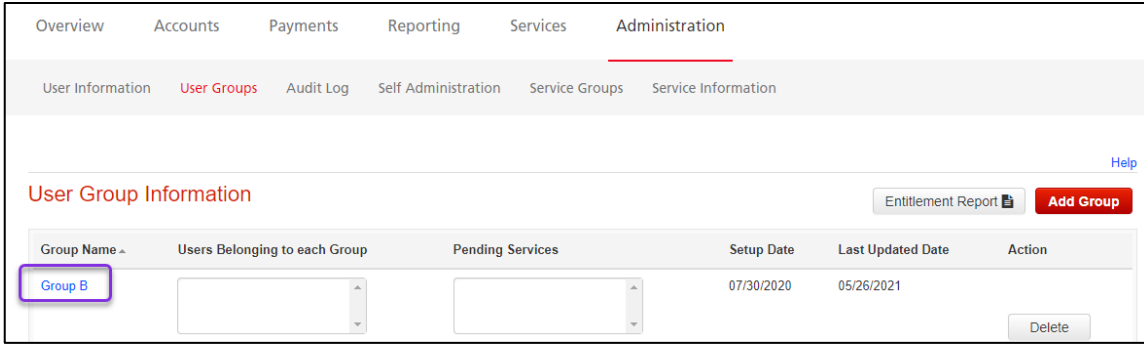 Overview Accounts Payments Reporting Services Administration
User Information User Groups Audit Log Self Administration Service Groups Service Information
Help
User Group Information
Entitlement Report Add Group
Group Name Users Belonging to each Group Pending Services Setup Date Last Updated Date Action
Group B 07/30/2020 05/26/2021
Delete